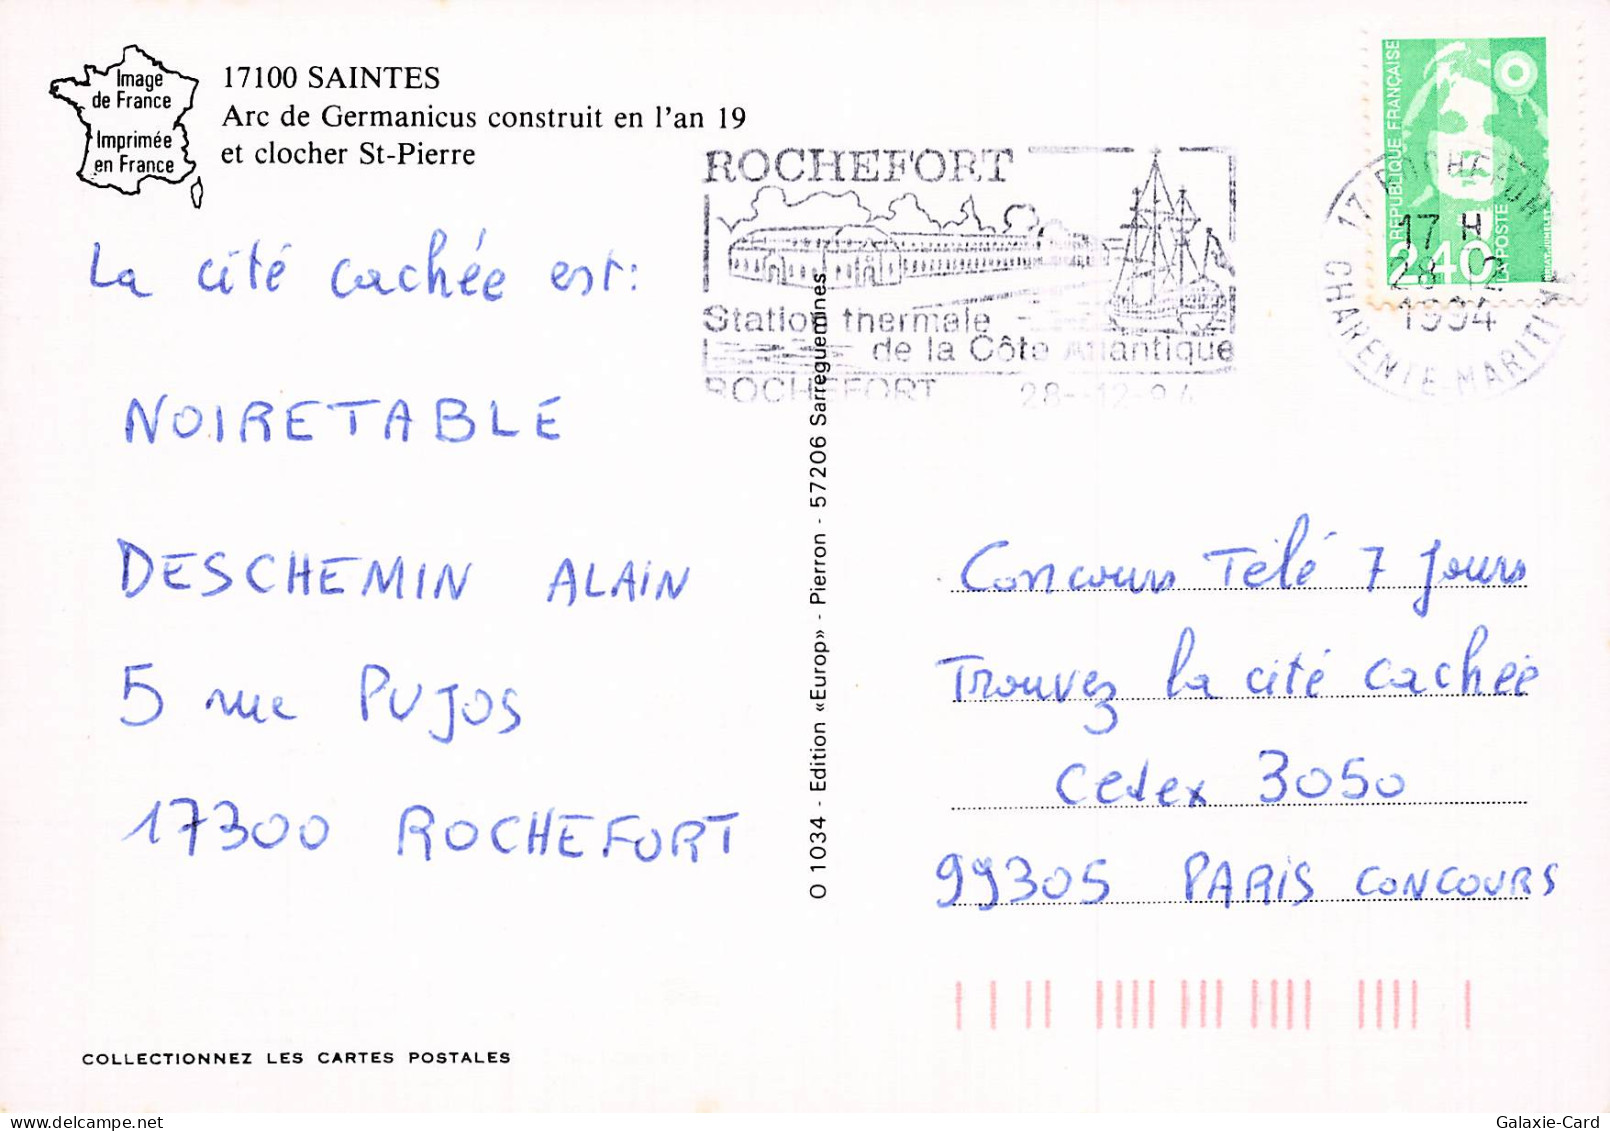 Image
de France
Imprimée
en France
17100 SAINTES
Arc de Germanicus construit en l'an 19
et clocher St-Pierre
ROCHEFORT
Station thermale
de la Côte Atlantique
ROCHEFORT 28-12-94
17 ROCHEFORT
17 H
28 12
1994
CHARENTE-MARITIME
REPUBLIQUE FRANÇAISE
2,40
LA POSTE
La cité cachée est:
NOIRETABLE
DESCHEMIN ALAIN
5 rue PUJOS
17300 ROCHEFORT
O 1034 - Edition «Europ» - Pierron - 57206 Sarreguemines
Concours Télé 7 Jours
Trouvez la cité cachée
Cedex 3050
99305 PARIS CONCOURS
COLLECTIONNEZ LES CARTES POSTALES
Galaxie-Card